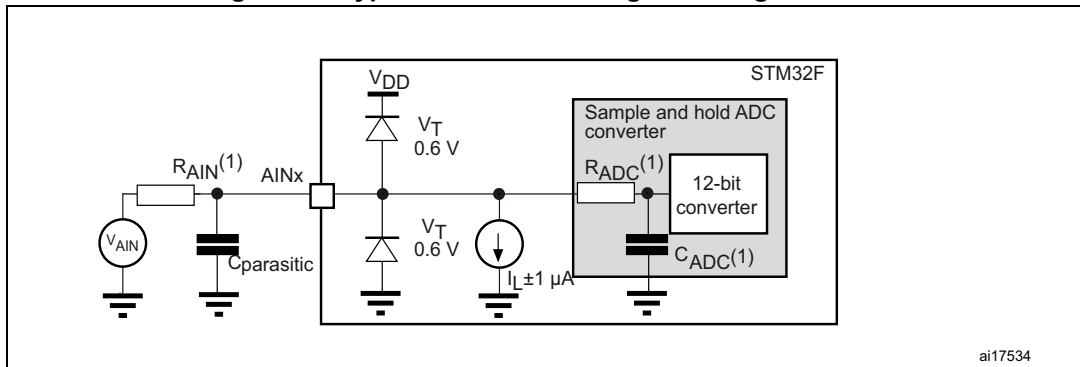 STM32F
VDD
Sample and hold ADC
converter
VT
0.6 V
RAIN(1)
AINx
RADC(1)
12-bit
converter
VAIN
Cparasitic
VT
0.6 V
IL±1 µA
CADC(1)
ai17534